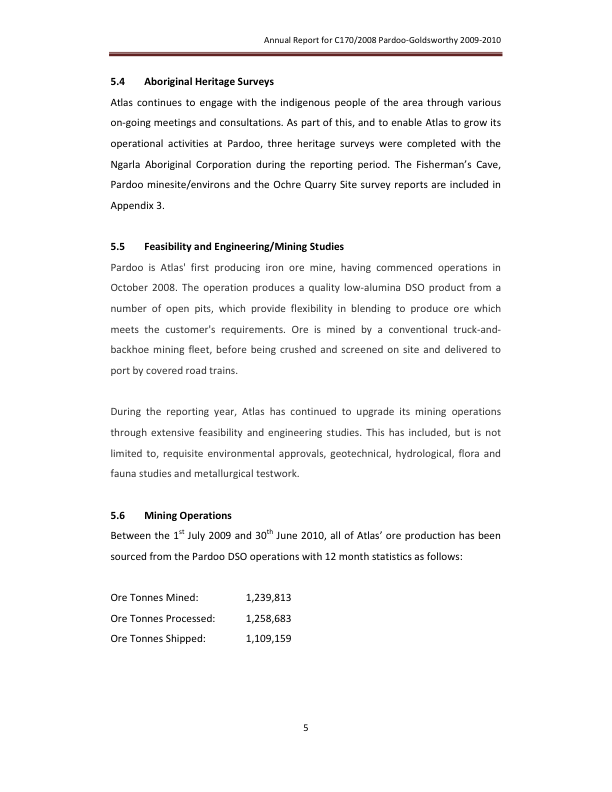 Annual Report for C170/2008 Pardoo-Goldsworthy 2009-2010
5.4 Aboriginal Heritage Surveys
Atlas continues to engage with the indigenous people of the area through various
on-going meetings and consultations. As part of this, and to enable Atlas to grow its
operational activities at Pardoo, three heritage surveys were completed with the
Ngarla Aboriginal Corporation during the reporting period. The Fisherman’s Cave,
Pardoo minesite/environs and the Ochre Quarry Site survey reports are included in
Appendix 3.
5.5 Feasibility and Engineering/Mining Studies
Pardoo is Atlas' first producing iron ore mine, having commenced operations in
October 2008. The operation produces a quality low-alumina DSO product from a
number of open pits, which provide flexibility in blending to produce ore which
meets the customer's requirements. Ore is mined by a conventional truck-and-
backhoe mining fleet, before being crushed and screened on site and delivered to
port by covered road trains.
During the reporting year, Atlas has continued to upgrade its mining operations
through extensive feasibility and engineering studies. This has included, but is not
limited to, requisite environmental approvals, geotechnical, hydrological, flora and
fauna studies and metallurgical testwork.
5.6 Mining Operations
Between the 1st July 2009 and 30th June 2010, all of Atlas’ ore production has been
sourced from the Pardoo DSO operations with 12 month statistics as follows:
Ore Tonnes Mined: 1,239,813
Ore Tonnes Processed: 1,258,683
Ore Tonnes Shipped: 1,109,159
5